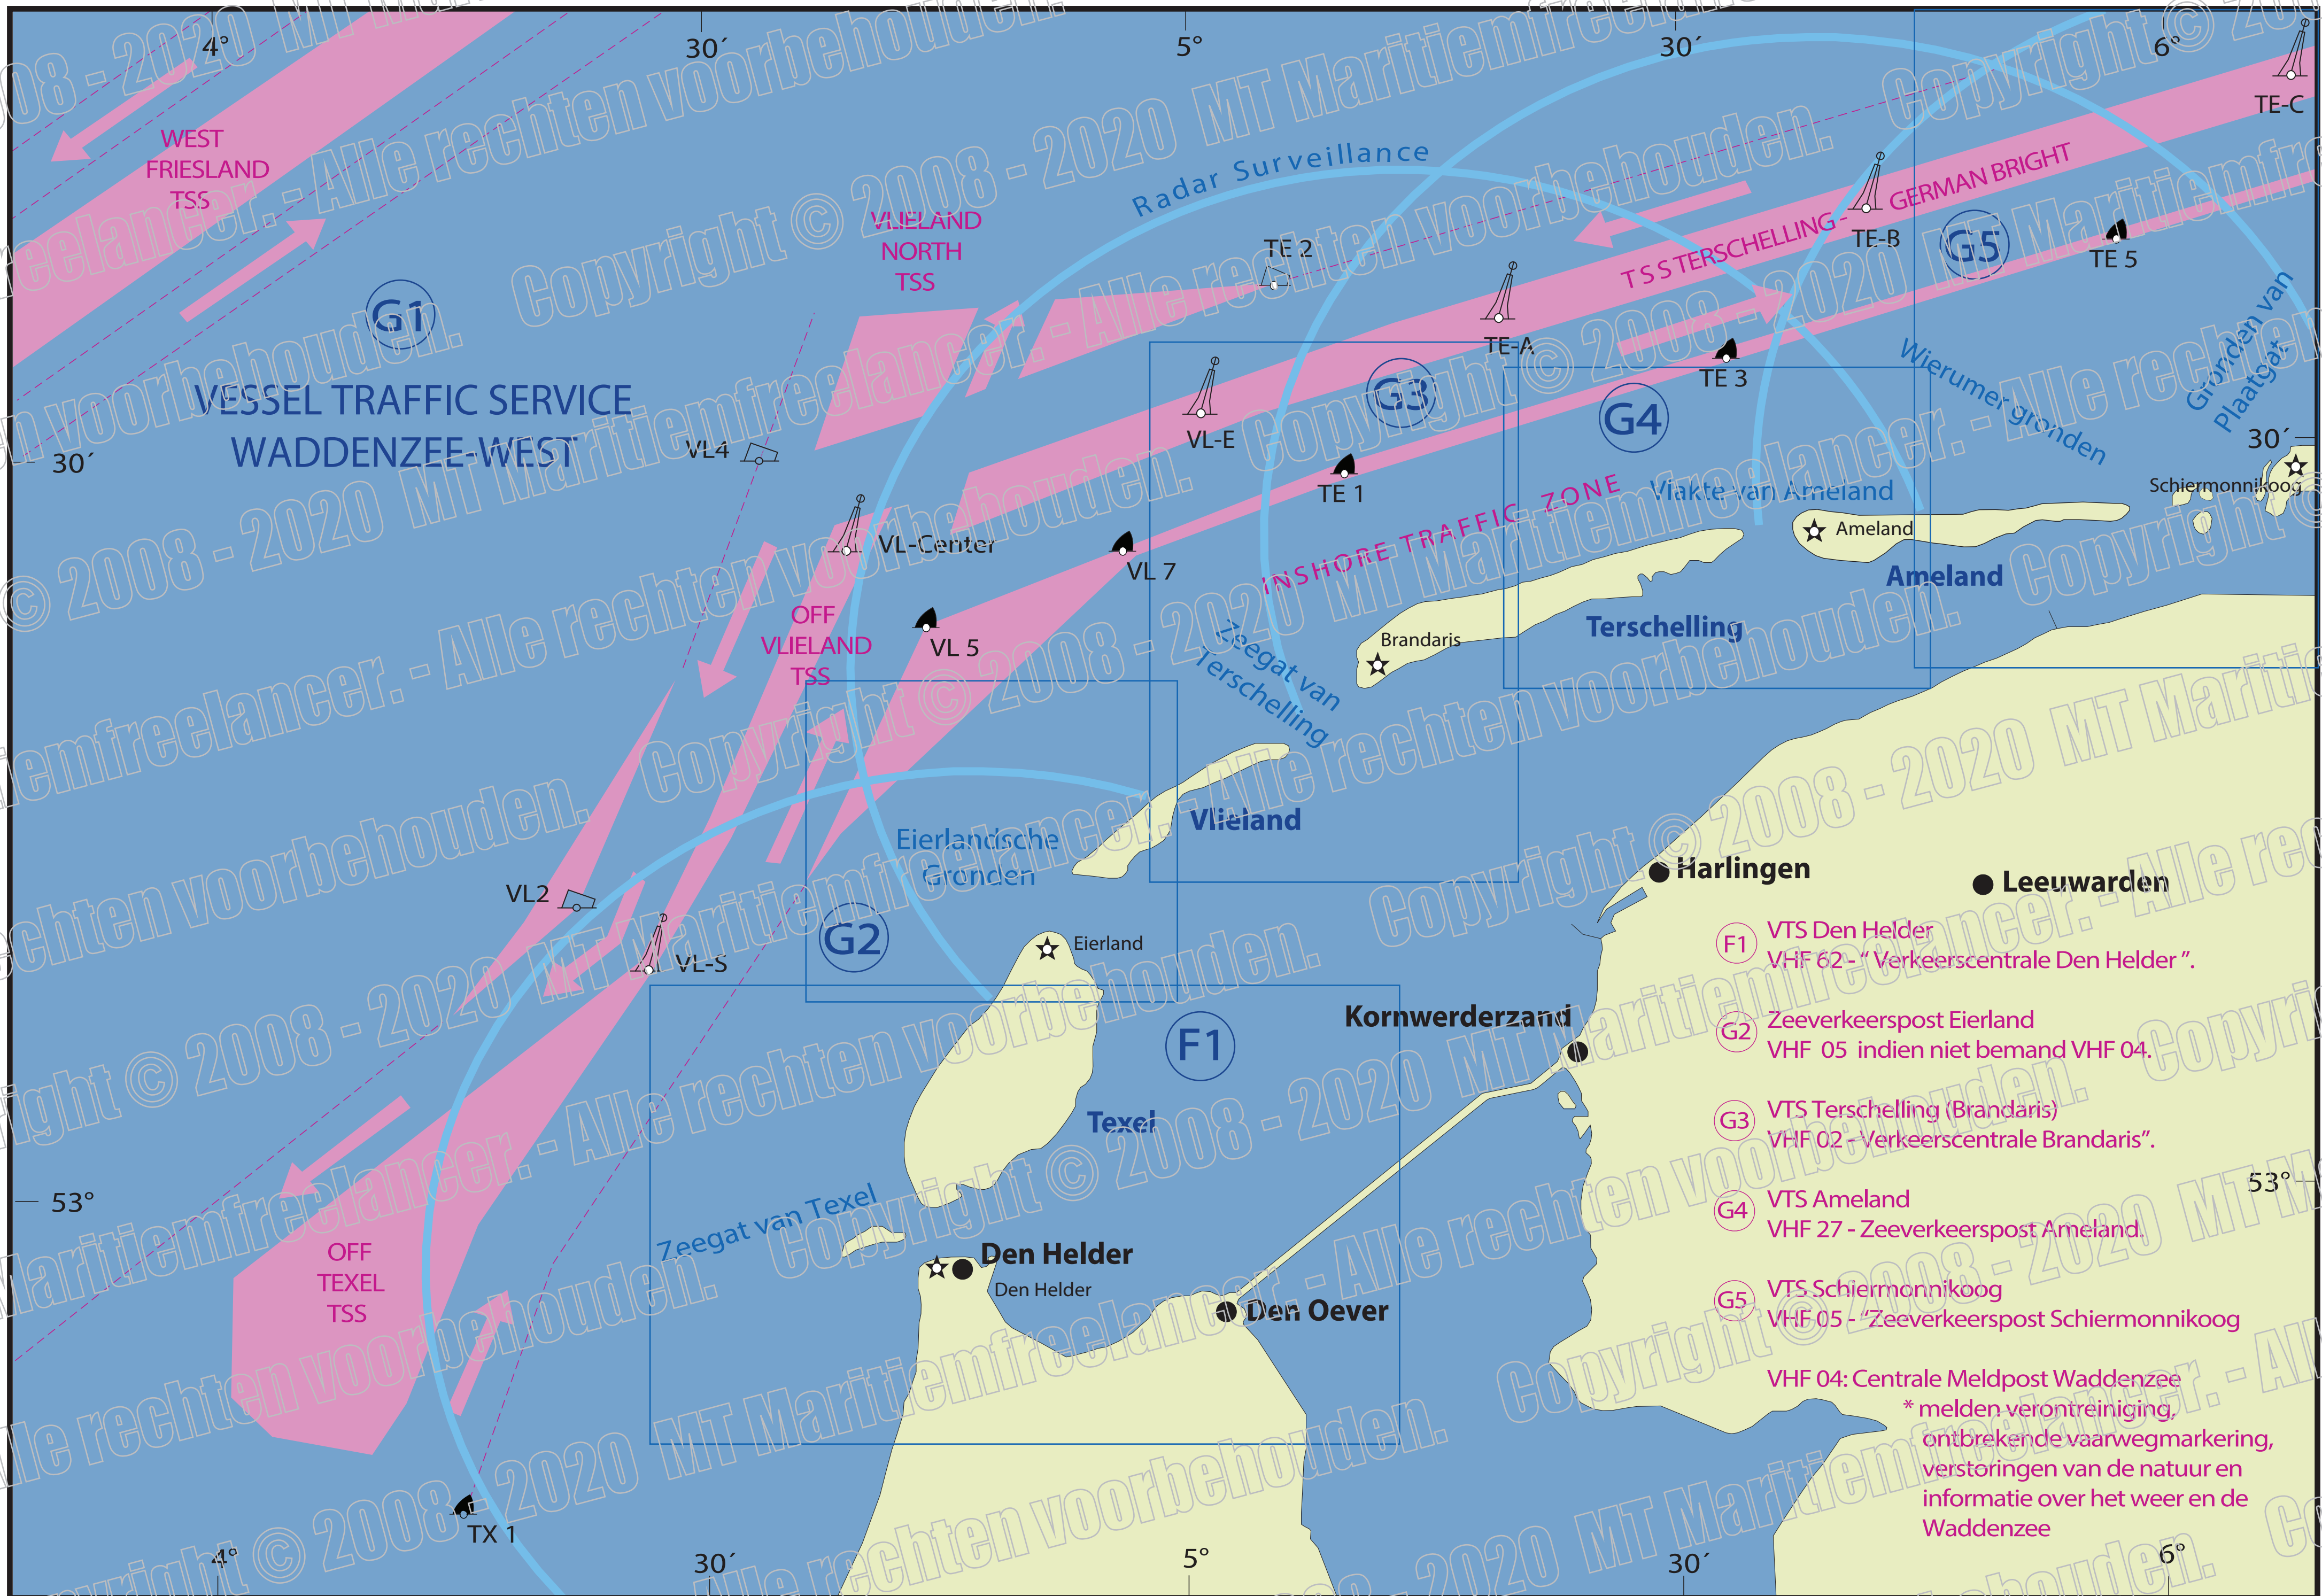 4°
30´
5°
30´
6°
TE-C
WEST
FRIESLAND
TSS
Radar Surveillance
VLIELAND
NORTH
TSS
TE 2
TSS TERSCHELLING - GERMAN BRIGHT
TE-B
G5
TE 5
G1
TE-A
Gronden van
Plaatgat
VESSEL TRAFFIC SERVICE
WADDENZEE-WEST
30´
VL4
VL-E
G3
G4
TE 3
Wierumer gronden
30´
TE 1
INSHORE TRAFFIC ZONE
Vlakte van Ameland
Schiermonnikoog
VL-Center
VL 7
Ameland
Ameland
OFF
VLIELAND
TSS
VL 5
Terschelling
Brandaris
Zeegat van
Terschelling
Eierlandsche
Gronden
Vlieland
VL2
VL-S
G2
Eierland
Harlingen
Leeuwarden
Kornwerderzand
F1
Texel
53°
53°
Zeegat van Texel
OFF
TEXEL
TSS
Den Helder
Den Helder
Den Oever
TX 1
F1 VTS Den Helder
VHF 62 - “ Verkeerscentrale Den Helder ”.
G2 Zeeverkeerspost Eierland
VHF 05 indien niet bemand VHF 04.
G3 VTS Terschelling (Brandaris)
VHF 02 - Verkeerscentrale Brandaris”.
G4 VTS Ameland
VHF 27 - Zeeverkeerspost Ameland.
G5 VTS Schiermonnikoog
VHF 05 - “Zeeverkeerspost Schiermonnikoog
VHF 04: Centrale Meldpost Waddenzee
* melden verontreiniging,
ontbrekende vaarwegmarkering,
verstoringen van de natuur en
informatie over het weer en de
Waddenzee
4°
30´
5°
30´
6°
Copyright © 2008 - 2020 MT Maritiemfreelancer. - Alle rechten voorbehouden.